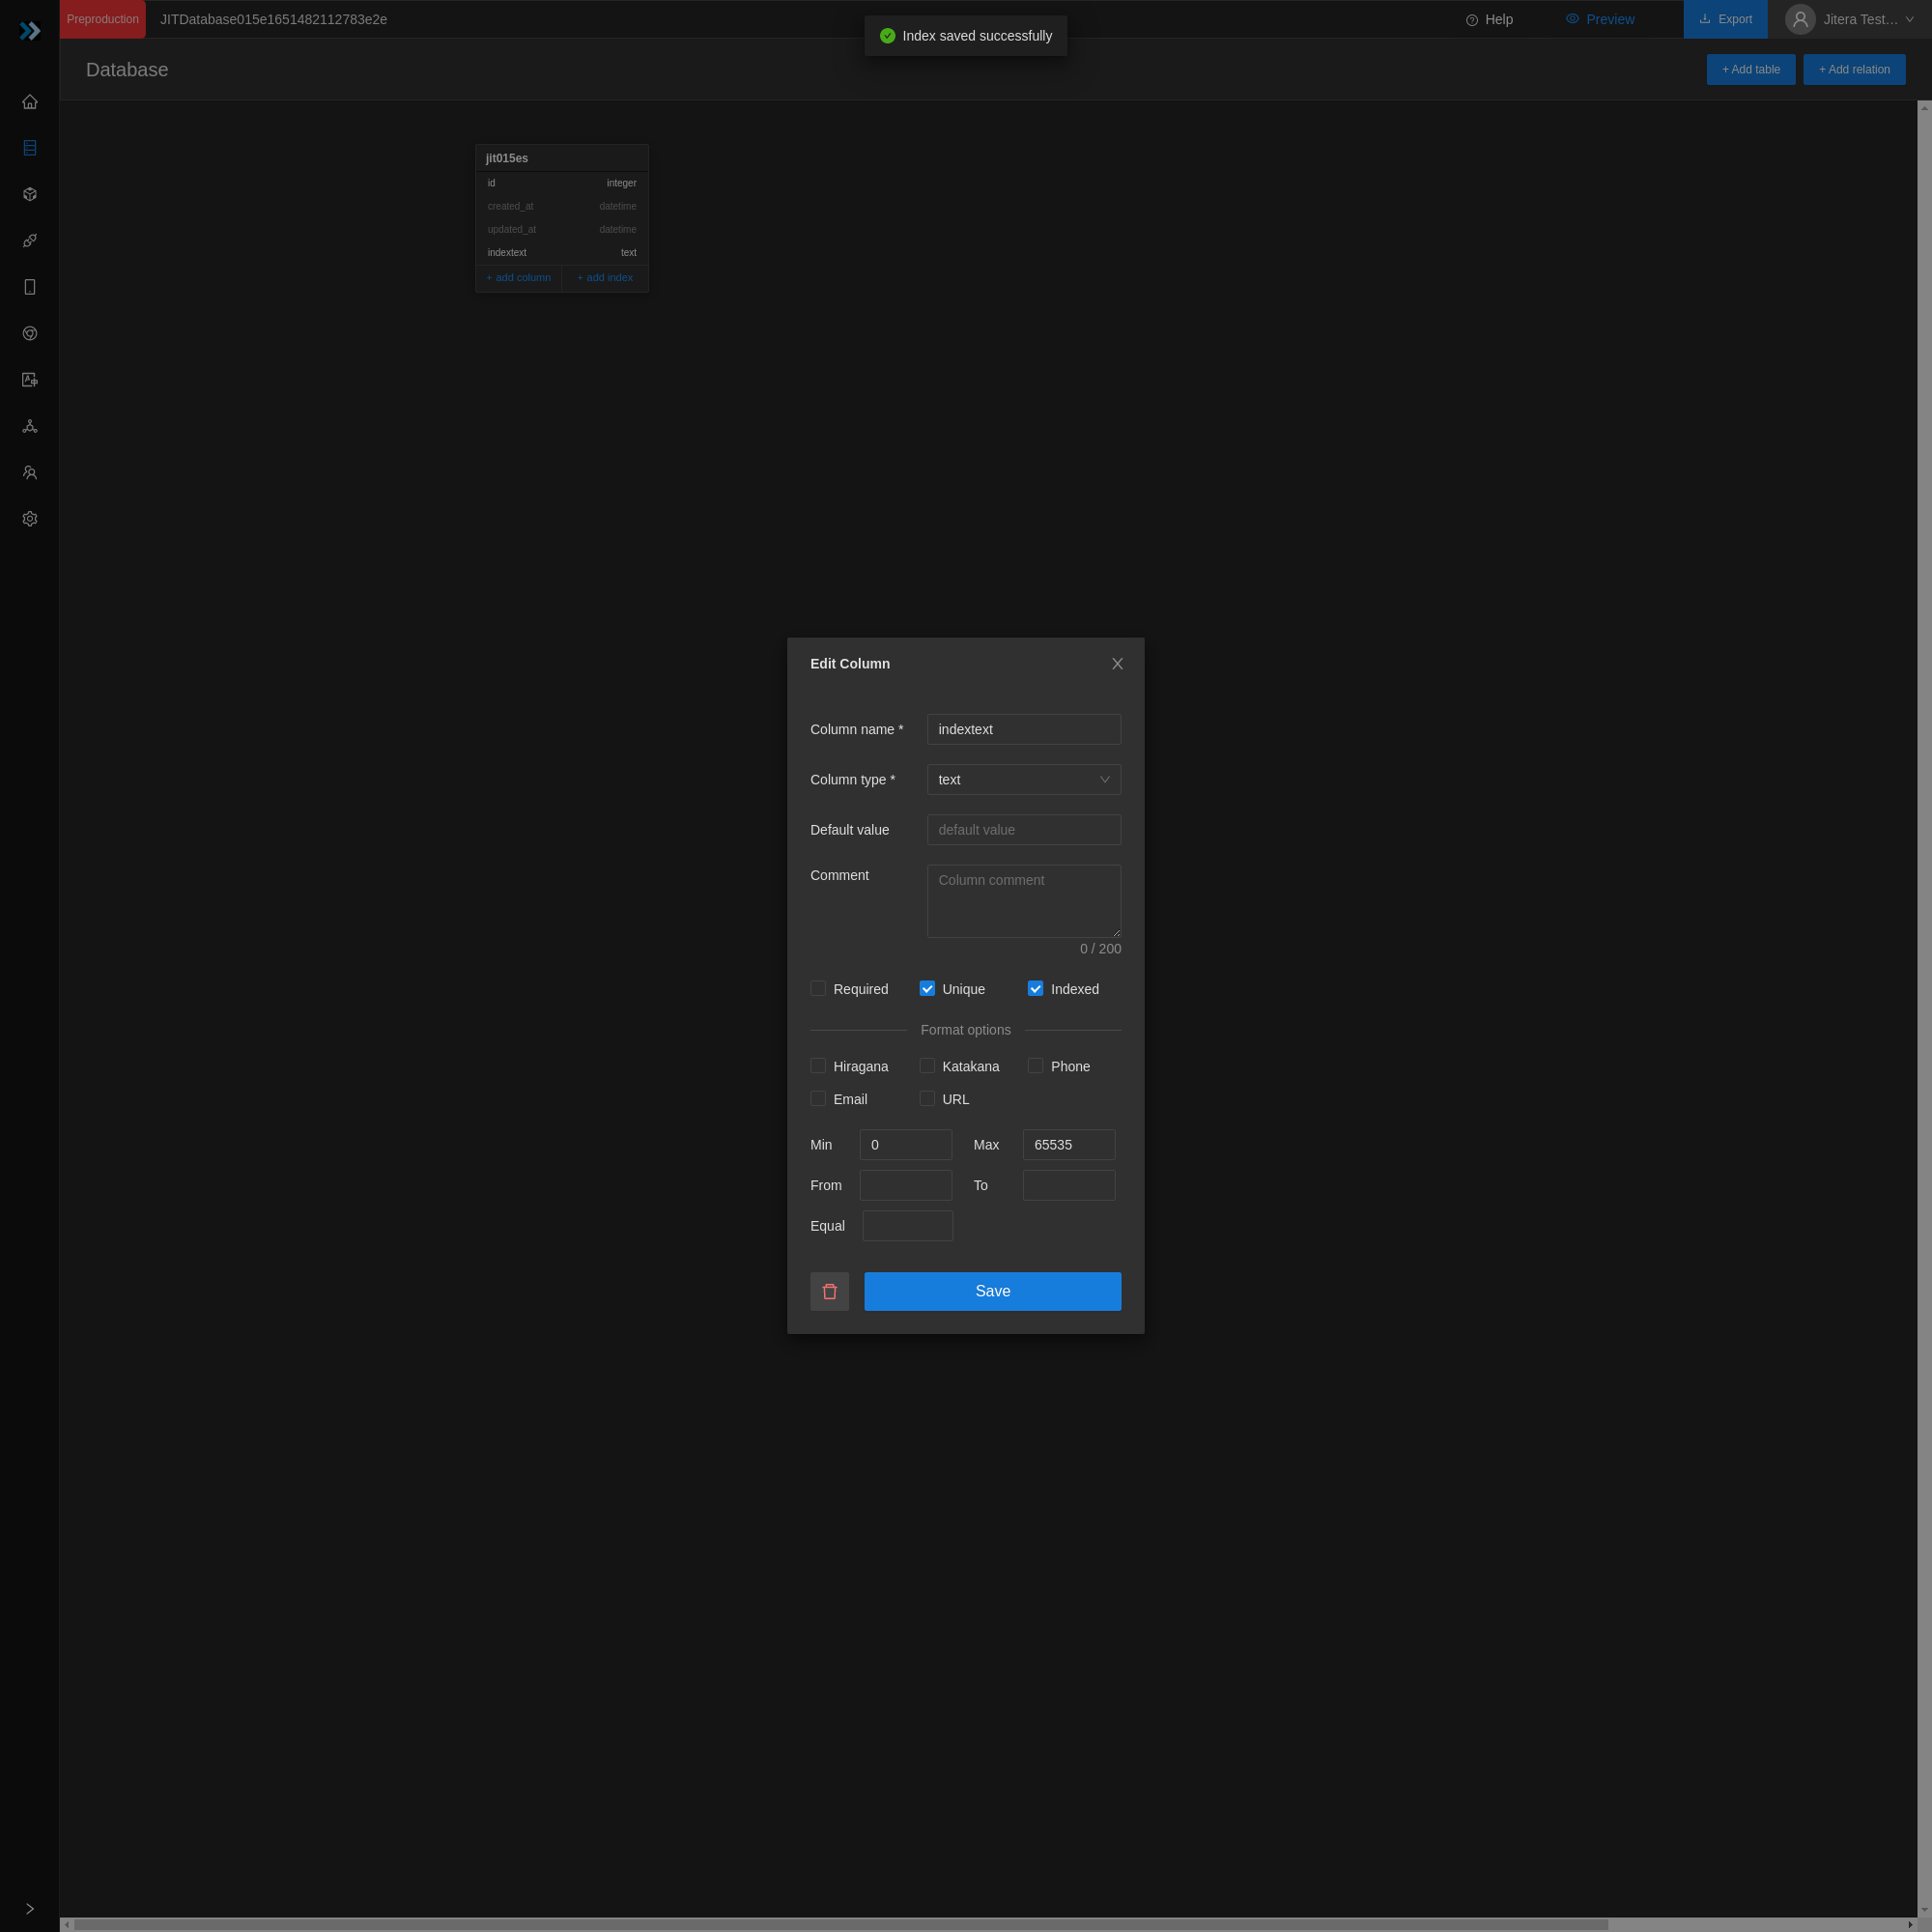 Preproduction JITDatabase015e1651482112783e2e Help Preview Export Jitera Test...
Index saved successfully
Database + Add table + Add relation
jit015es
id integer
created_at datetime
updated_at datetime
indextext text
+ add column + add index
Edit Column
Column name * indextext
Column type * text
Default value default value
Comment Column comment
0 / 200
Required Unique Indexed
Format options
Hiragana Katakana Phone
Email URL
Min 0 Max 65535
From To
Equal
Save